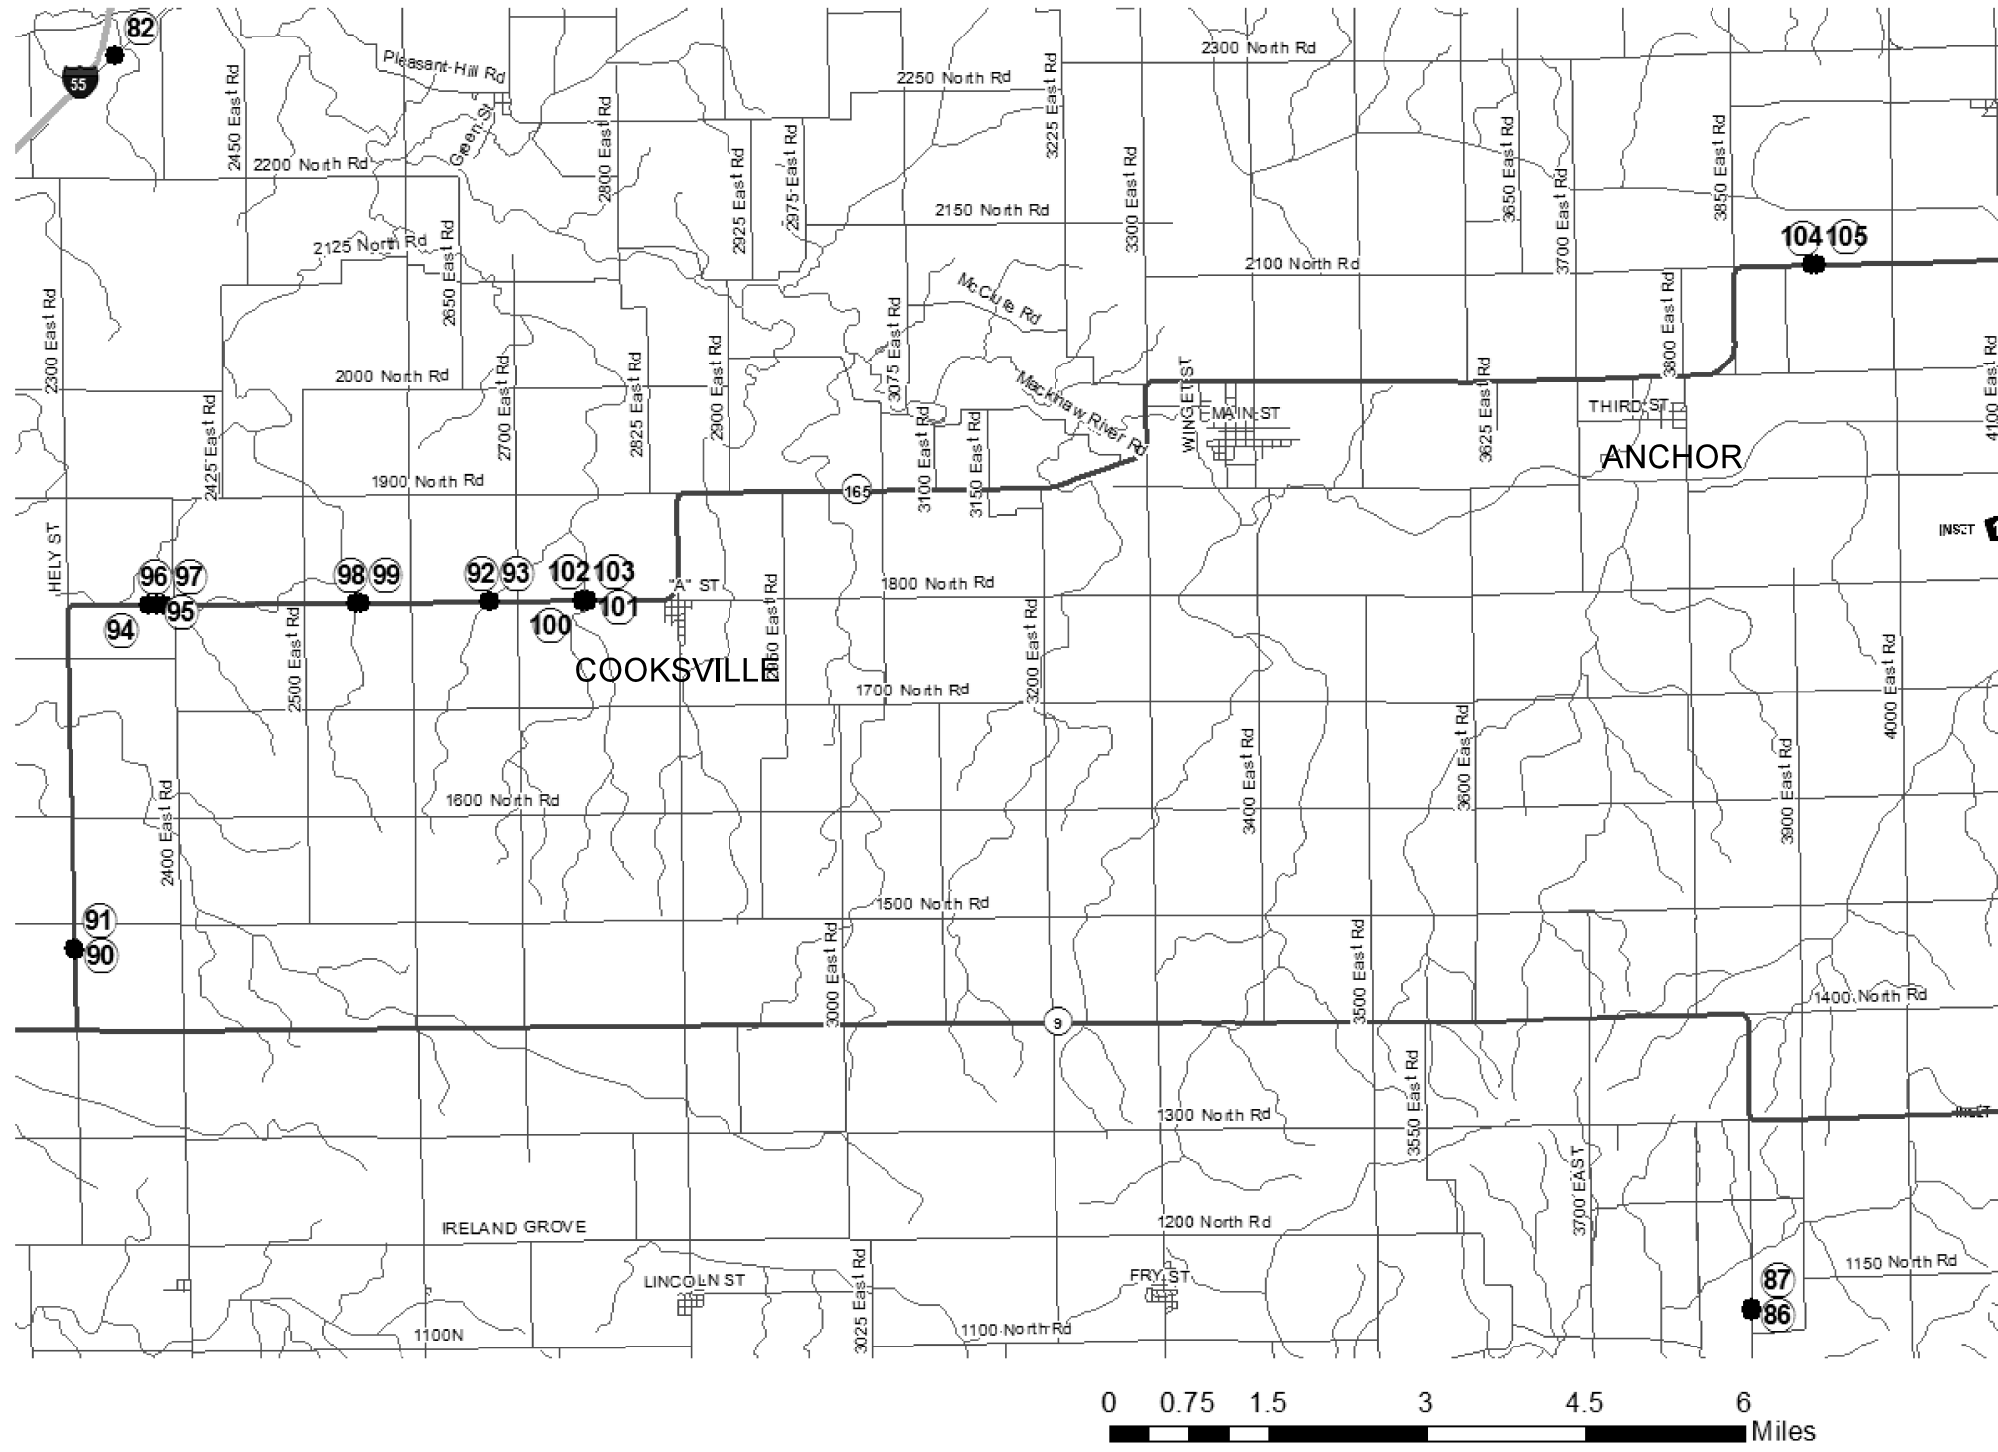 82
55
Pleasant Hill Rd
Green St
2450 East Rd
2200 North Rd
2800 East Rd
2925 East Rd
2975 East Rd
2250 North Rd
3225 East Rd
2300 North Rd
3300 East Rd
3650 East Rd
3700 East Rd
3850 East Rd
2150 North Rd
2125 North Rd
2650 East Rd
2100 North Rd
104 105
McClure Rd
2300 East Rd
3075 East Rd
3800 East Rd
2000 North Rd
2700 East Rd
2825 East Rd
2900 East Rd
Mackinaw River Rd
WINGET ST
MAIN ST
3625 East Rd
THIRD ST
4100 East Rd
2425 East Rd
3100 East Rd
3150 East Rd
ANCHOR
1900 North Rd
165
HELY ST
INSET
96 97
98 99
92 93
102 103
"A" ST
1800 North Rd
94
95
100
101
2500 East Rd
COOKSVILLE
2950 East Rd
3200 East Rd
1700 North Rd
4000 East Rd
3600 East Rd
3400 East Rd
3900 East Rd
1600 North Rd
2400 East Rd
91
90
1500 North Rd
3000 East Rd
3500 East Rd
1400 North Rd
9
3550 East Rd
1300 North Rd
INSET
3700 EAST
IRELAND GROVE
1200 North Rd
1150 North Rd
LINCOLN ST
3025 East Rd
FRY ST
87
86
1100N
1100 North Rd
0 0.75 1.5 3 4.5 6
Miles